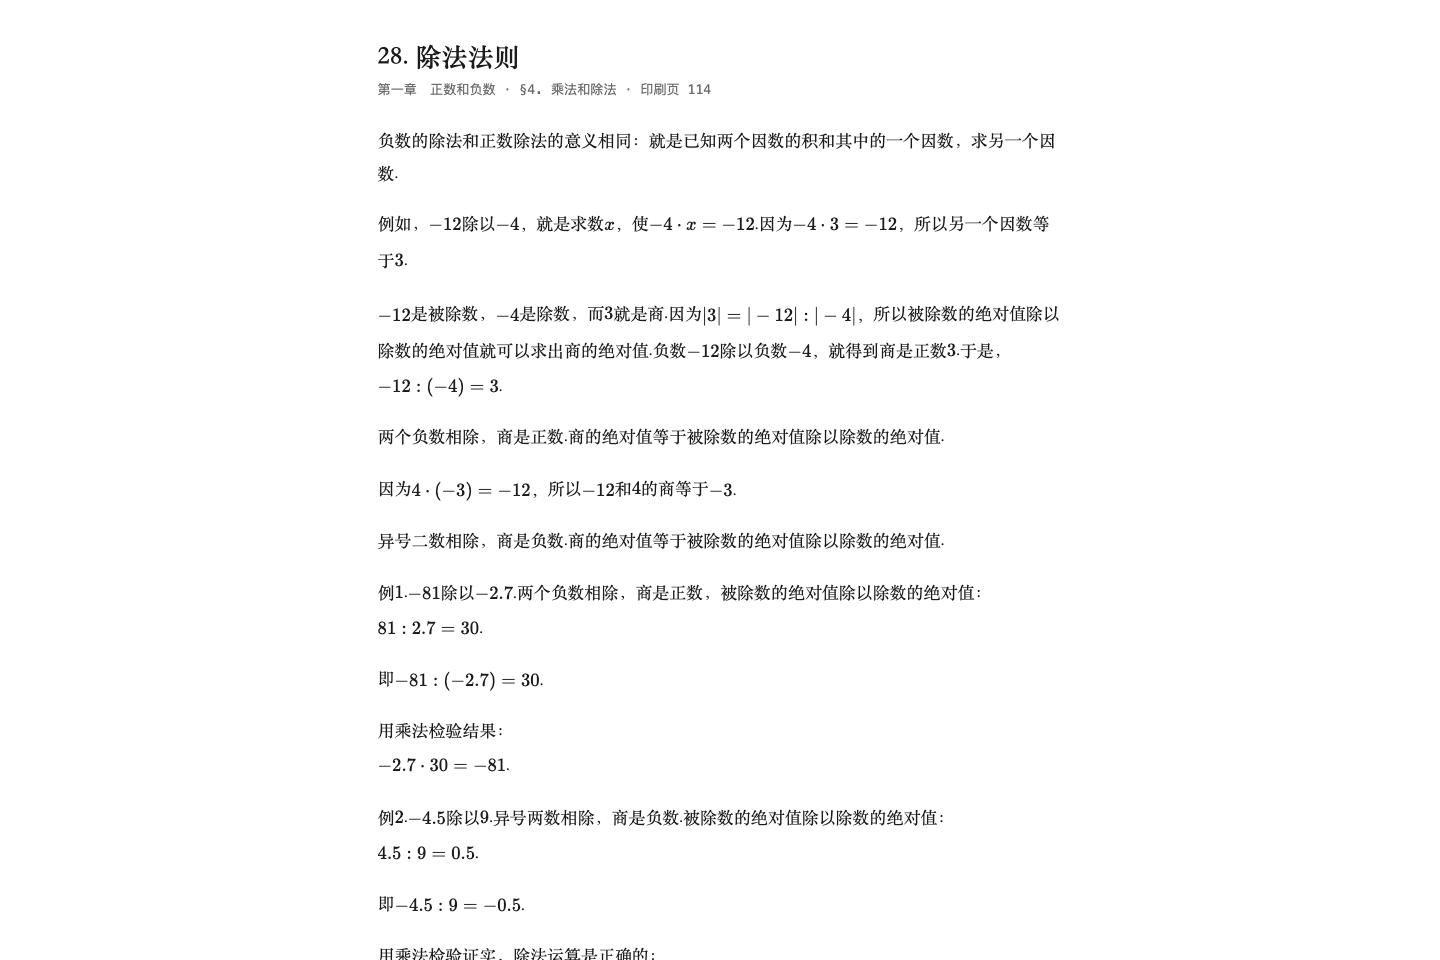 28. 除法法则
第一章 正数和负数 · §4. 乘法和除法 · 印刷页 114
负数的除法和正数除法的意义相同：就是已知两个因数的积和其中的一个因数，求另一个因
数.
例如，−12除以−4，就是求数x，使−4 · x = −12.因为−4 · 3 = −12，所以另一个因数等
于3.
−12是被除数，−4是除数，而3就是商.因为|3| = | − 12| : | − 4|，所以被除数的绝对值除以
除数的绝对值就可以求出商的绝对值.负数−12除以负数−4，就得到商是正数3.于是，
−12 : (−4) = 3.
两个负数相除，商是正数.商的绝对值等于被除数的绝对值除以除数的绝对值.
因为4 · (−3) = −12，所以−12和4的商等于−3.
异号二数相除，商是负数.商的绝对值等于被除数的绝对值除以除数的绝对值.
例1.−81除以−2.7.两个负数相除，商是正数，被除数的绝对值除以除数的绝对值：
81 : 2.7 = 30.
即−81 : (−2.7) = 30.
用乘法检验结果：
−2.7 · 30 = −81.
例2.−4.5除以9.异号两数相除，商是负数.被除数的绝对值除以除数的绝对值：
4.5 : 9 = 0.5.
即−4.5 : 9 = −0.5.
用乘法检验证实，除法运算是正确的：